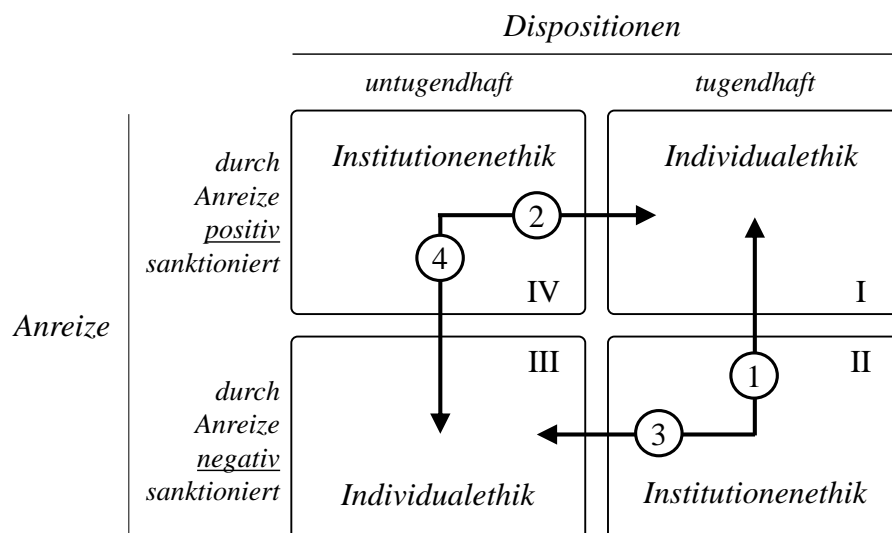 Dispositionen
untugendhaft
tugendhaft
Anreize
durch
Anreize
positiv
sanktioniert
Institutionenethik
2
4
IV
Individualethik
I
durch
Anreize
negativ
sanktioniert
III
Individualethik
II
1
3
Institutionenethik